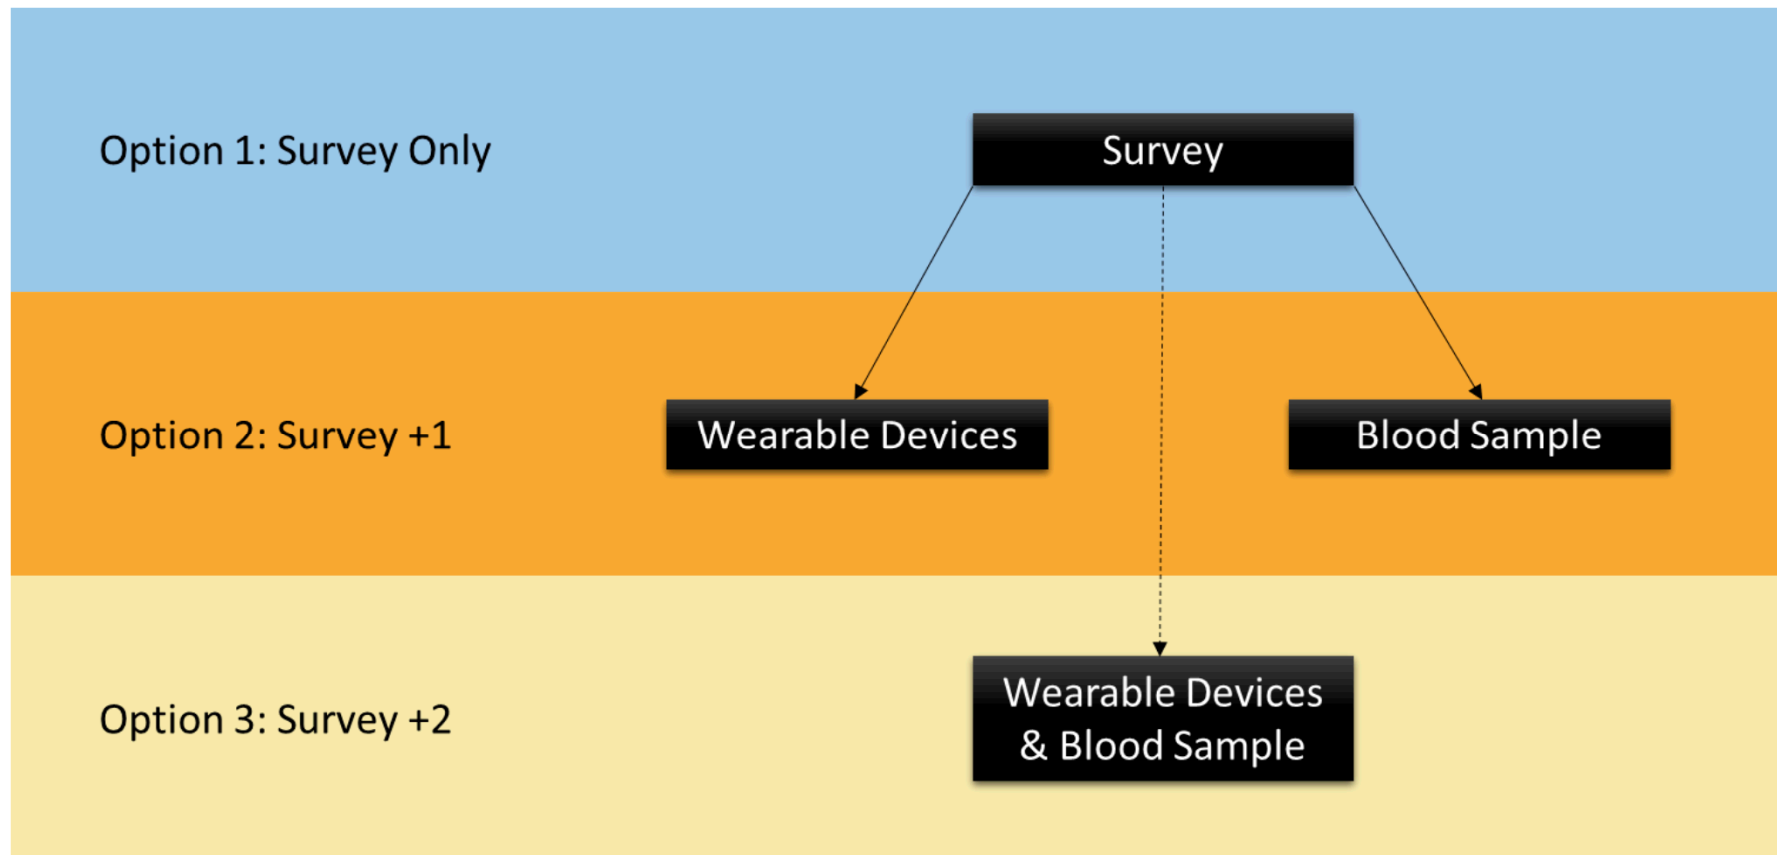 Option 1: Survey Only
Survey
Option 2: Survey +1
Wearable Devices
Blood Sample
Option 3: Survey +2
Wearable Devices
& Blood Sample